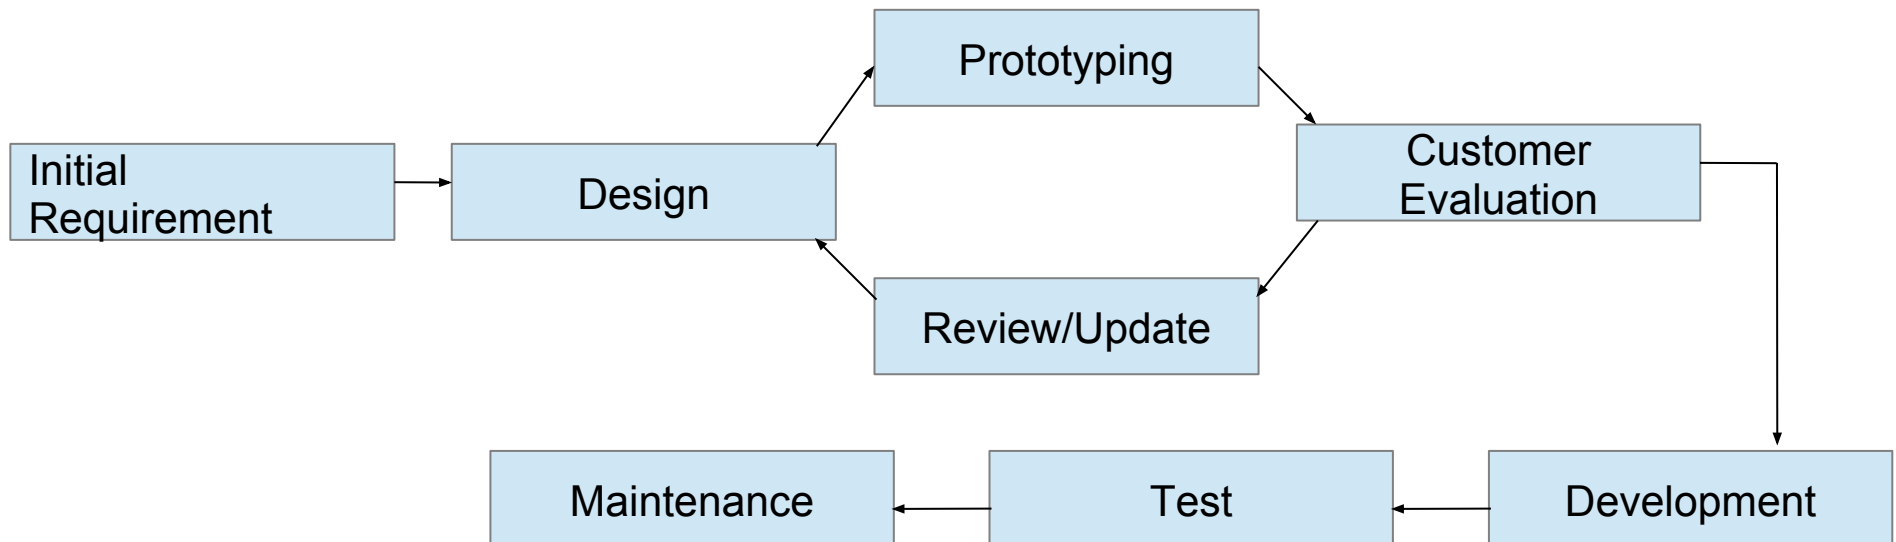 Prototyping
Initial
Requirement
Design
Customer
Evaluation
Review/Update
Maintenance
Test
Development